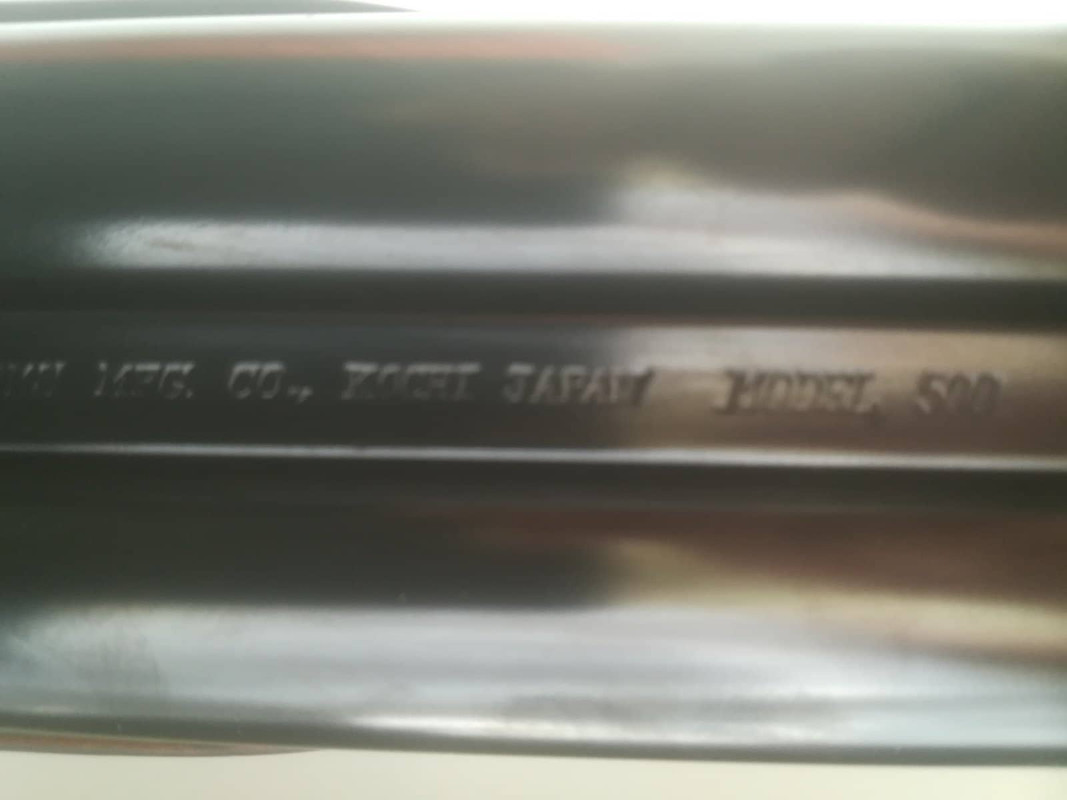 MFG. CO., KOCHI JAPAN MODEL 500